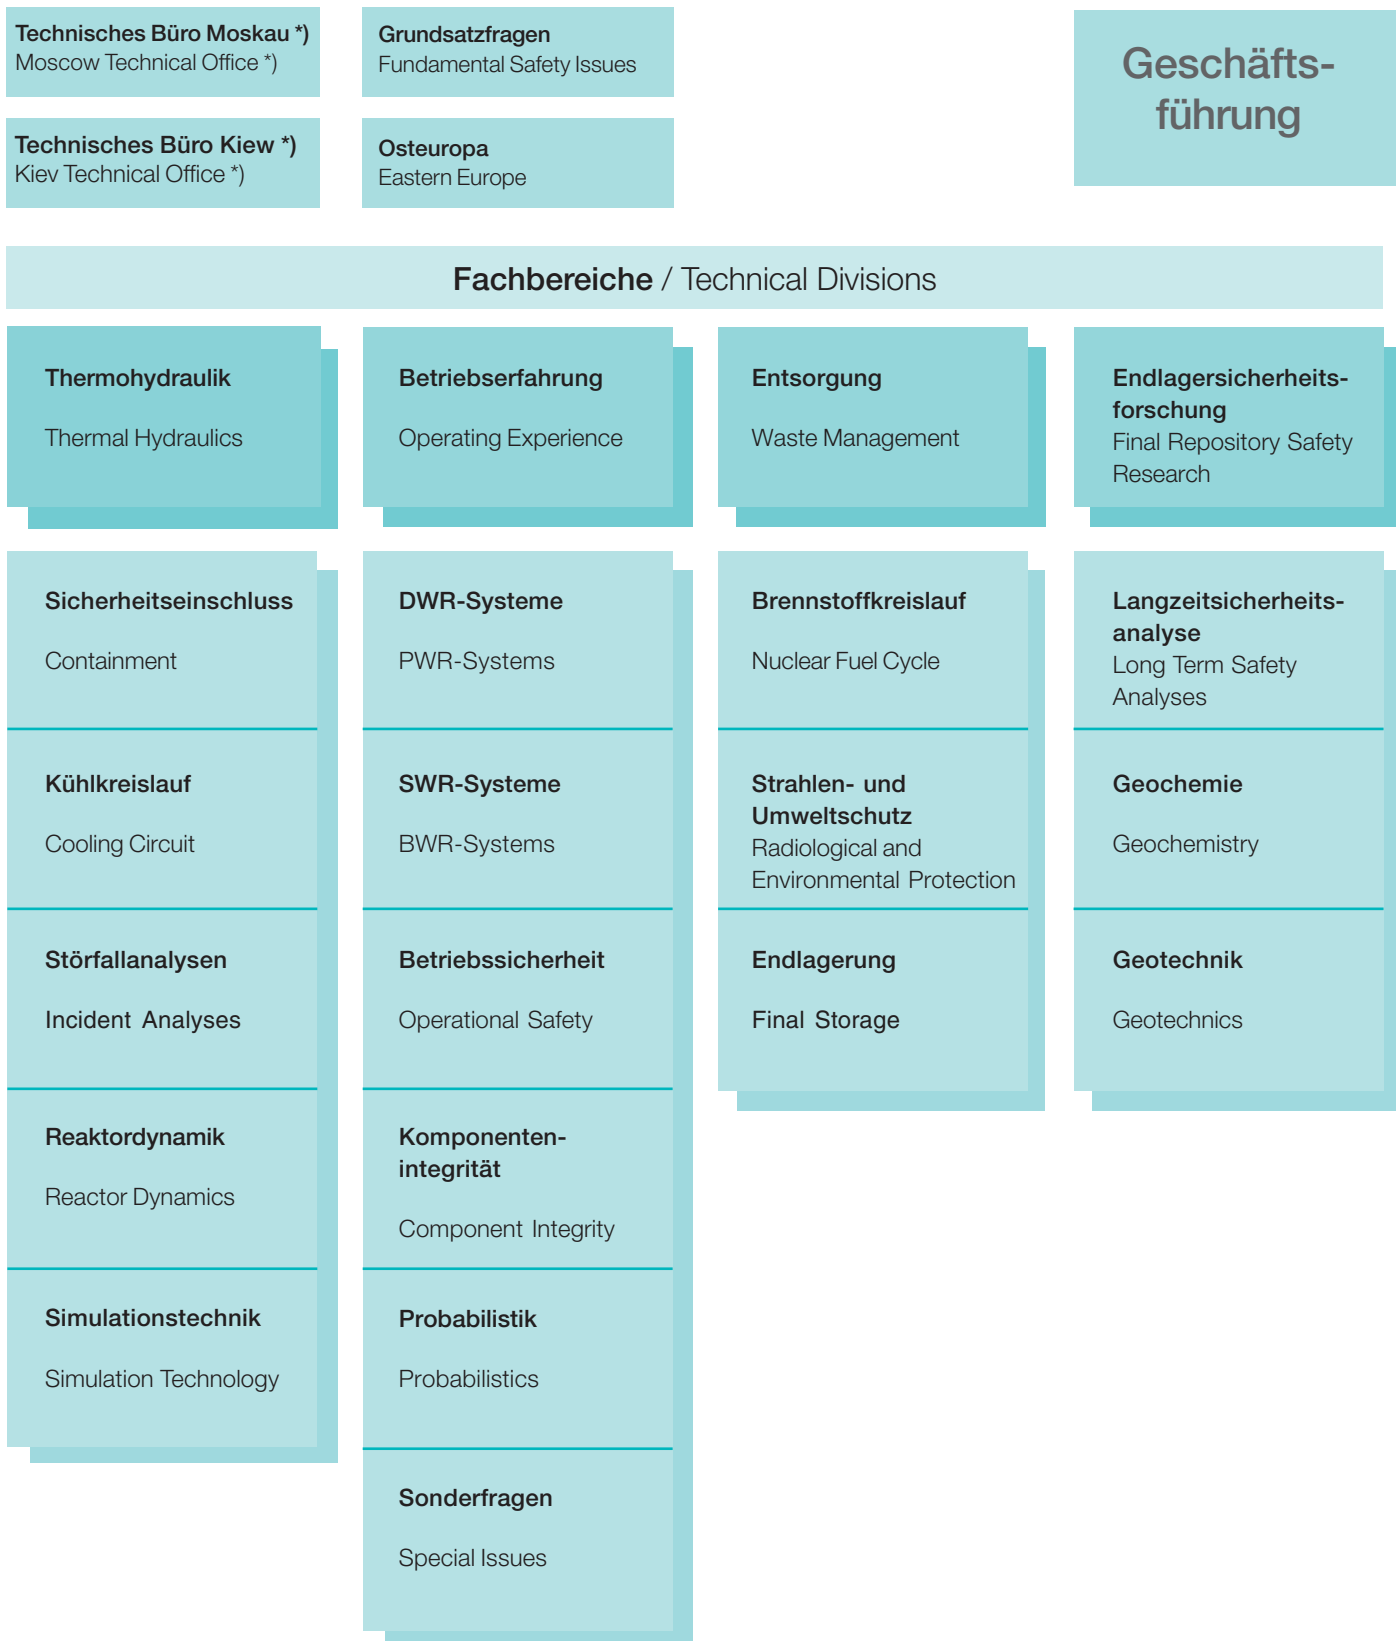 Technisches Büro Moskau *)
Moscow Technical Office *)
Grundsatzfragen
Fundamental Safety Issues
Geschäfts-
führung
Technisches Büro Kiew *)
Kiev Technical Office *)
Osteuropa
Eastern Europe
Fachbereiche / Technical Divisions
Thermohydraulik
Thermal Hydraulics
Betriebserfahrung
Operating Experience
Entsorgung
Waste Management
Endlagersicherheits-
forschung
Final Repository Safety
Research
Sicherheitseinschluss
Containment
Kühlkreislauf
Cooling Circuit
Störfallanalysen
Incident Analyses
Reaktordynamik
Reactor Dynamics
Simulationstechnik
Simulation Technology
DWR-Systeme
PWR-Systems
SWR-Systeme
BWR-Systems
Betriebssicherheit
Operational Safety
Komponenten-
integrität
Component Integrity
Probabilistik
Probabilistics
Sonderfragen
Special Issues
Brennstoffkreislauf
Nuclear Fuel Cycle
Strahlen- und
Umweltschutz
Radiological and
Environmental Protection
Endlagerung
Final Storage
Langzeitsicherheits-
analyse
Long Term Safety
Analyses
Geochemie
Geochemistry
Geotechnik
Geotechnics